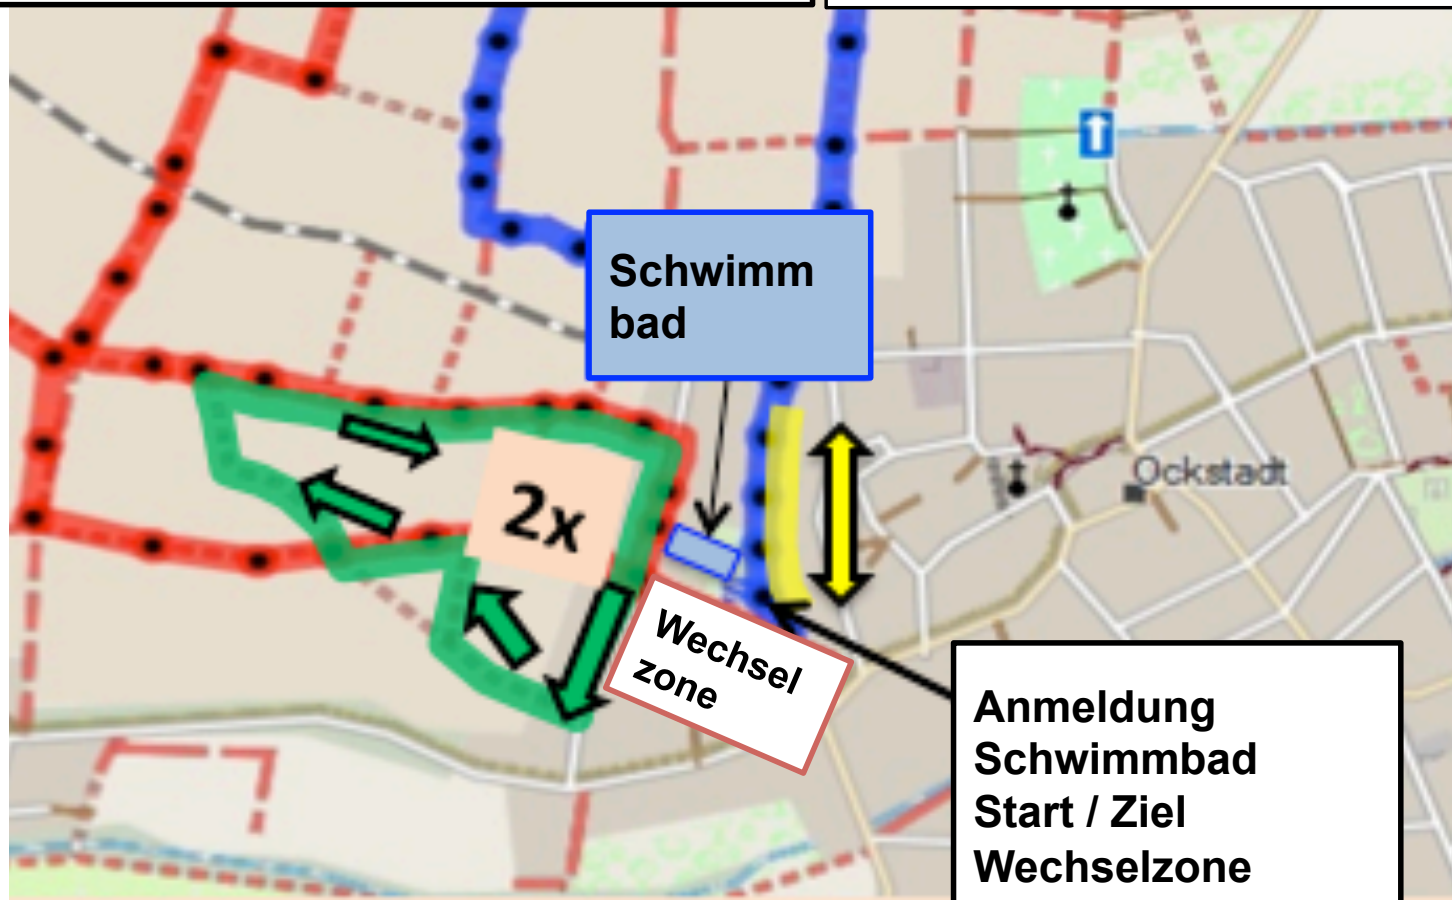 Schwimm
bad
2x
Ockstadt
Wechsel
zone
Anmeldung
Schwimmbad
Start / Ziel
Wechselzone